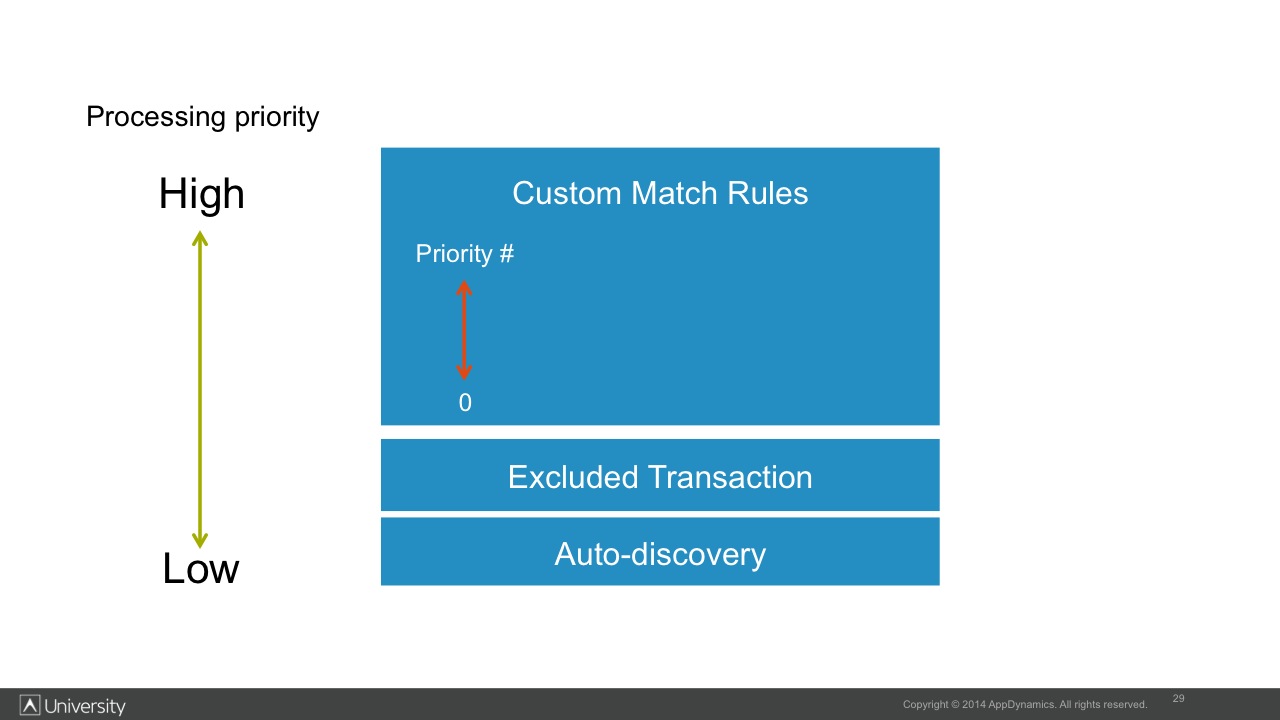 Processing priority
High
Custom Match Rules
Priority #
0
Excluded Transaction
Auto-discovery
Low
University
Copyright © 2014 AppDynamics. All rights reserved.
29